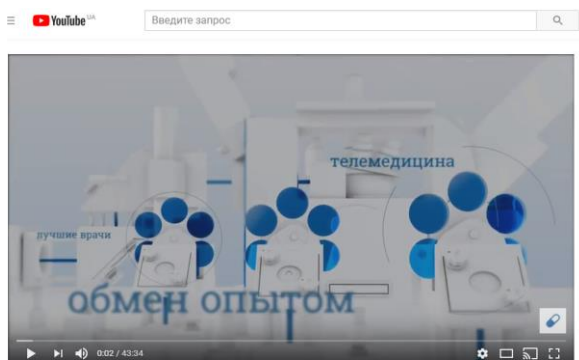 YouTube UA
Введите запрос
телемедицина
лучшие врачи
обмен опытом
0:02 / 43:34